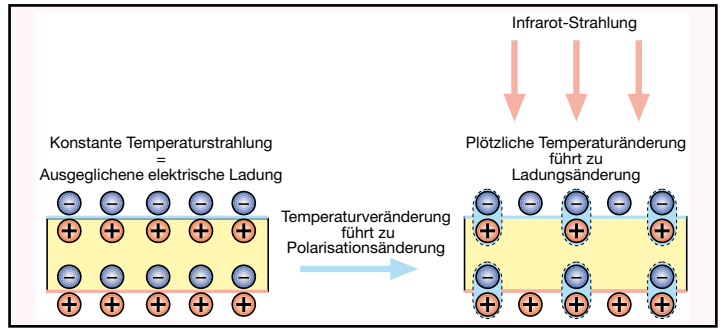 Infrarot-Strahlung
Konstante Temperaturstrahlung
=
Ausgeglichene elektrische Ladung
Plötzliche Temperaturänderung
führt zu
Ladungsänderung
− − − − −
+ + + + +
− − − − −
+ + + + +
Temperaturveränderung
führt zu
Polarisationsänderung
− − − − −
+ + +
− − −
+ + + + +